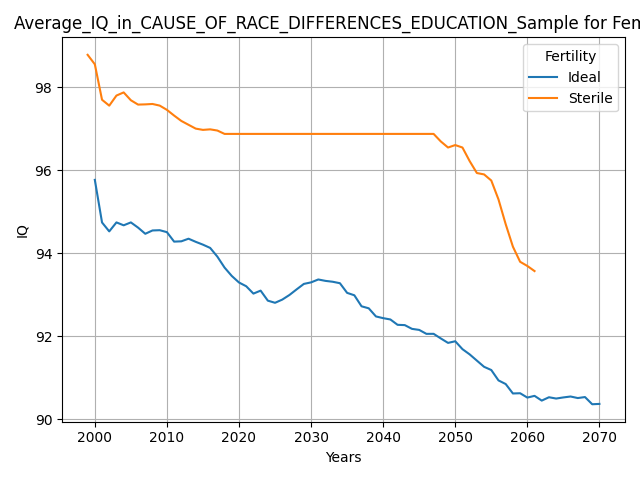 Average_IQ_in_CAUSE_OF_RACE_DIFFERENCES_EDUCATION_Sample for Fem
Fertility
Ideal
Sterile
98
96
94
92
90
IQ
2000 2010 2020 2030 2040 2050 2060 2070
Years